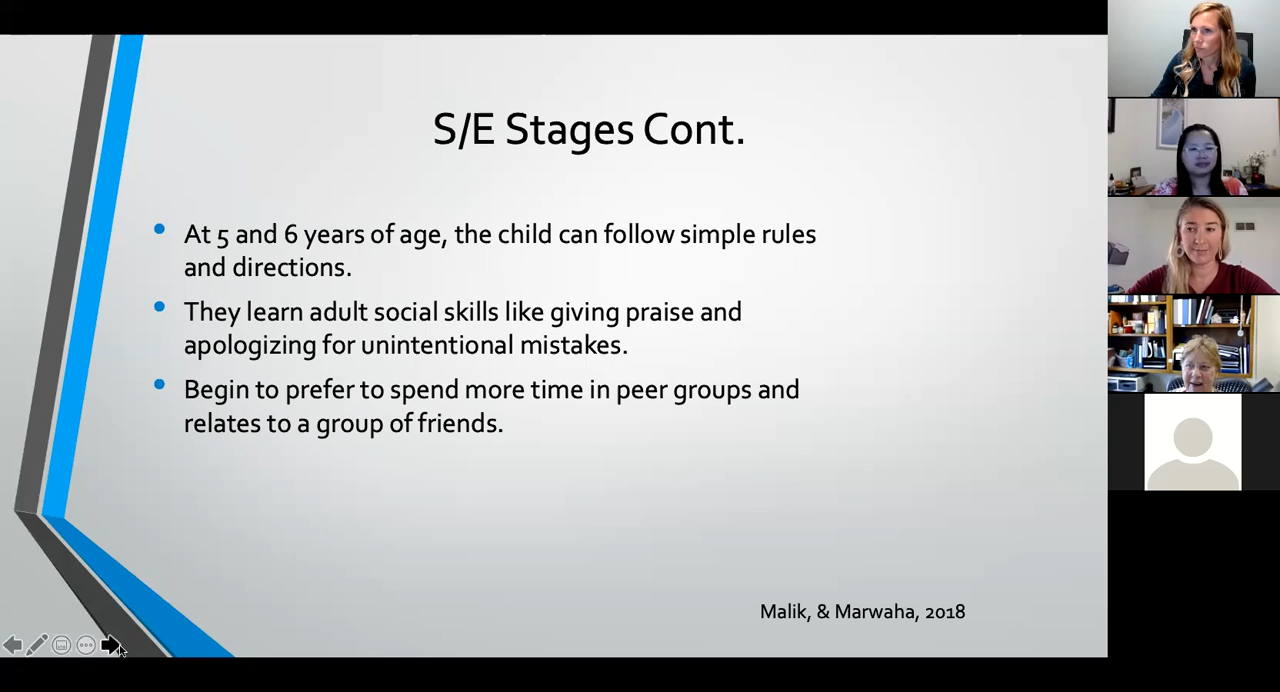 S/E Stages Cont.
At 5 and 6 years of age, the child can follow simple rules
and directions.
They learn adult social skills like giving praise and
apologizing for unintentional mistakes.
Begin to prefer to spend more time in peer groups and
relates to a group of friends.
Malik, & Marwaha, 2018